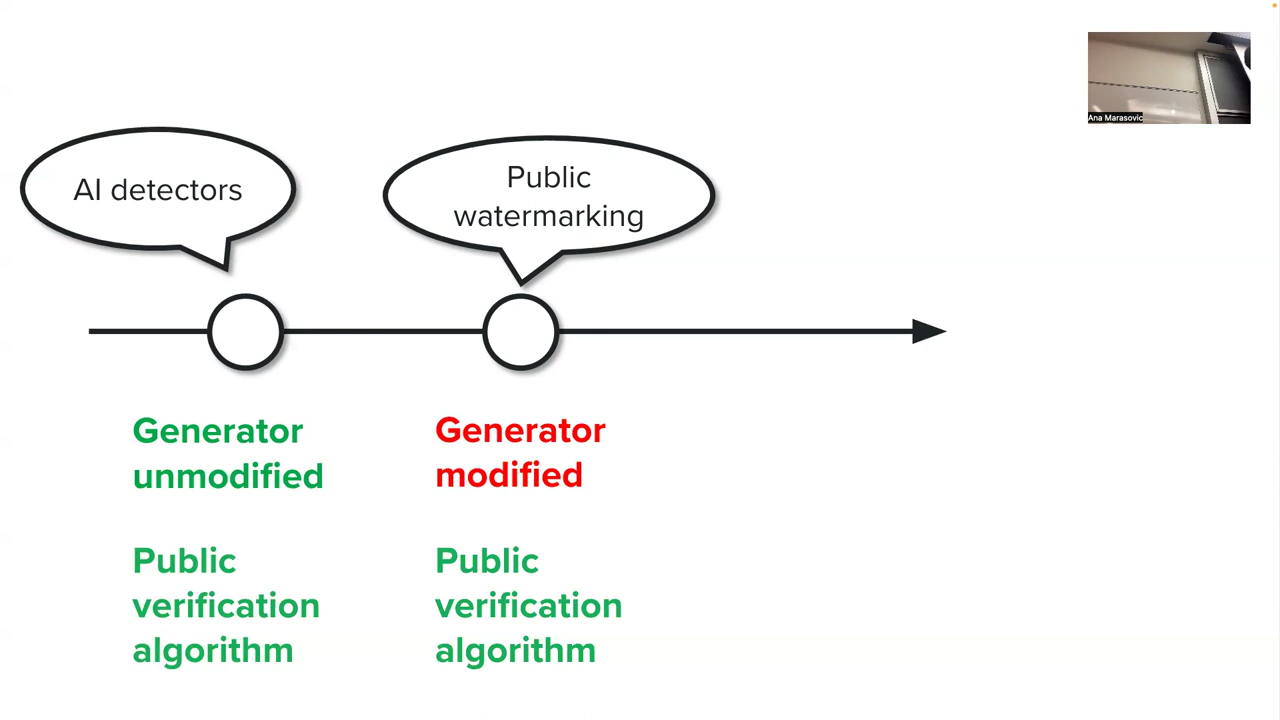 Ana Marasovic
AI detectors
Public
watermarking
Generator
unmodified
Generator
modified
Public
verification
algorithm
Public
verification
algorithm